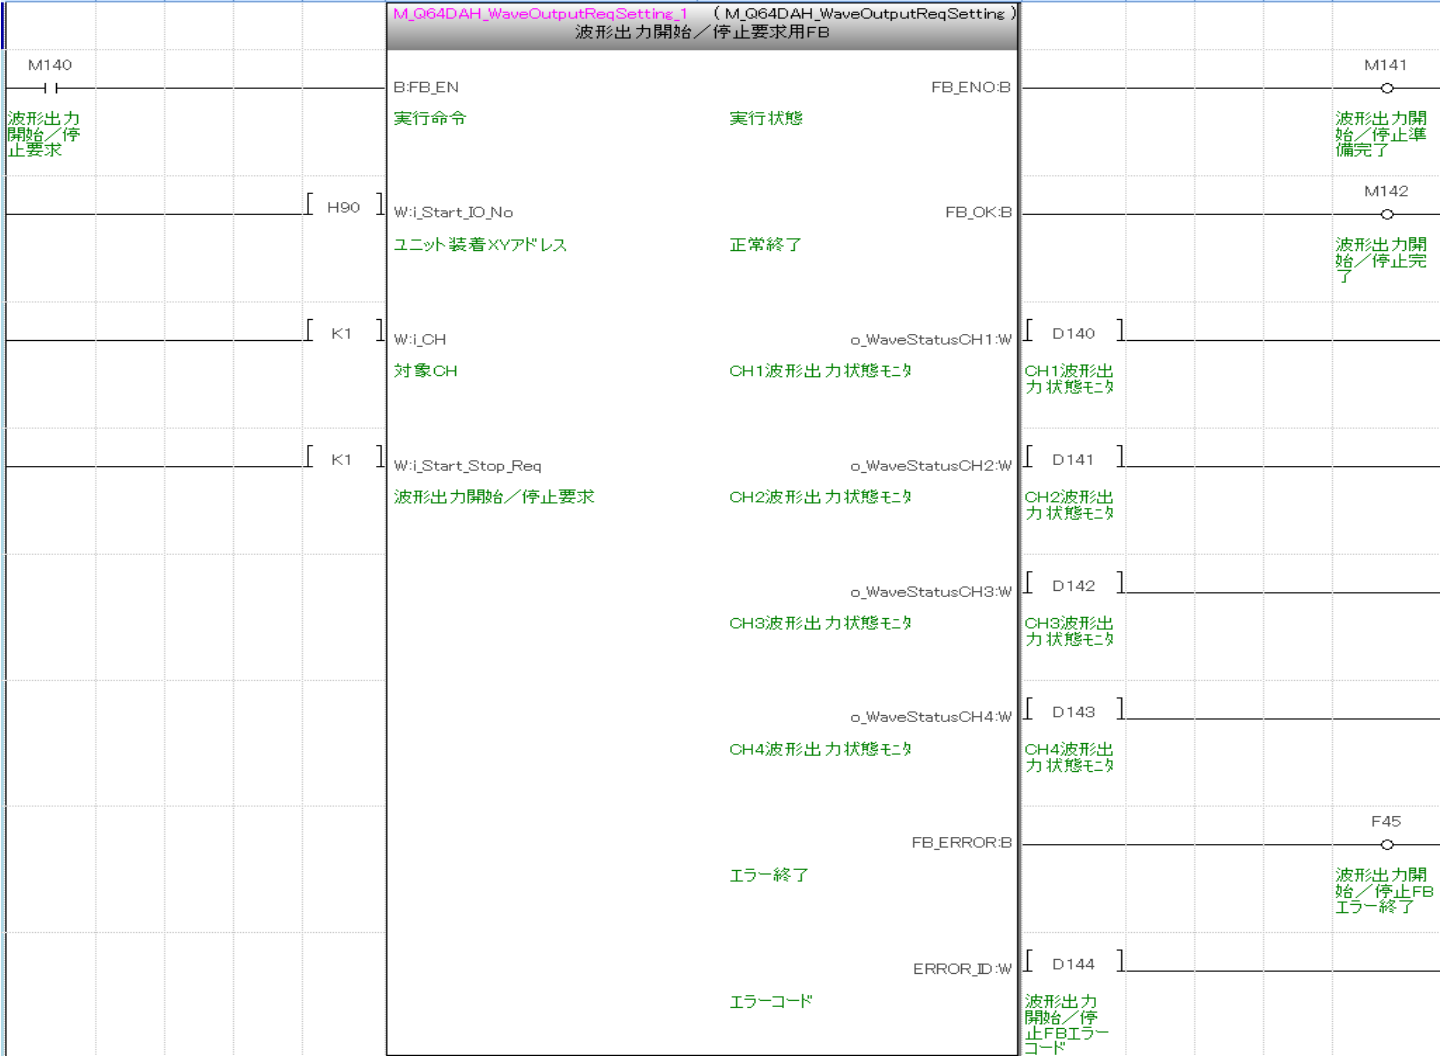 M_Q64DAH_WaveOutputReqSetting_1 (M_Q64DAH_WaveOutputReqSetting)
波形出力開始／停止要求用FB
M140
波形出力
開始／停
止要求
B:FB_EN
実行命令
FB_ENO:B
実行状態
M141
波形出力開
始／停止準
備完了
H90
W:i_Start_IO_No
ユニット装着XYアドレス
FB_OK:B
正常終了
M142
波形出力開
始／停止完
了
K1
W:i_CH
対象CH
o_WaveStatusCH1:W
CH1波形出力状態ﾓﾆﾀ
D140
CH1波形出
力状態ﾓﾆﾀ
K1
W:i_Start_Stop_Req
波形出力開始／停止要求
o_WaveStatusCH2:W
CH2波形出力状態ﾓﾆﾀ
D141
CH2波形出
力状態ﾓﾆﾀ
o_WaveStatusCH3:W
CH3波形出力状態ﾓﾆﾀ
D142
CH3波形出
力状態ﾓﾆﾀ
o_WaveStatusCH4:W
CH4波形出力状態ﾓﾆﾀ
D143
CH4波形出
力状態ﾓﾆﾀ
FB_ERROR:B
エラー終了
F45
波形出力開
始／停止FB
エラー終了
ERROR_ID:W
エラーコード
D144
波形出力
開始／停
止FBエラー
コード